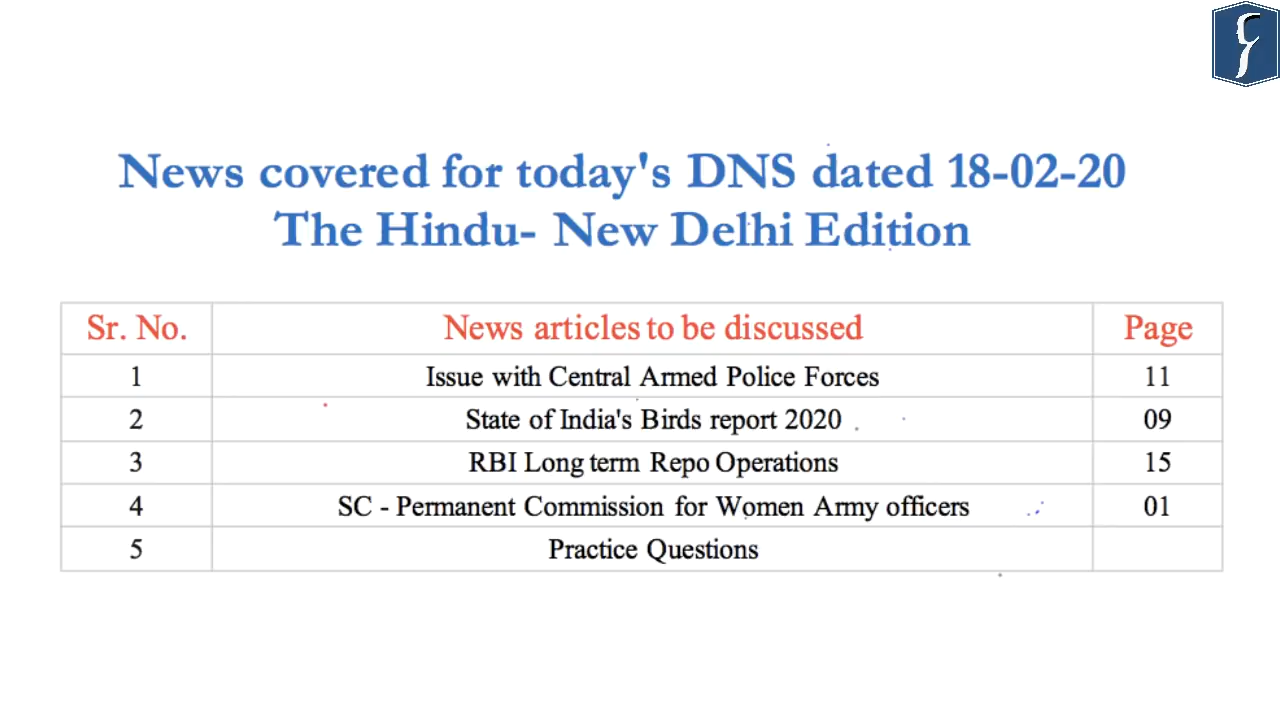 News covered for today's DNS dated 18-02-20
The Hindu- New Delhi Edition
Sr. No. News articles to be discussed Page
1 Issue with Central Armed Police Forces 11
2 State of India's Birds report 2020 09
3 RBI Long term Repo Operations 15
4 SC - Permanent Commission for Women Army officers 01
5 Practice Questions